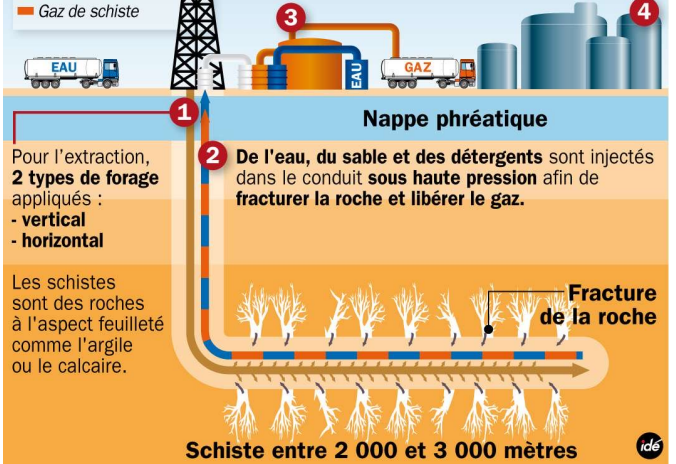 Gaz de schiste
3
4
EAU
EAU
GAZ
1
Nappe phréatique
Pour l'extraction,
2 types de forage
appliqués :
- vertical
- horizontal
2
De l'eau, du sable et des détergents sont injectés
dans le conduit sous haute pression afin de
fracturer la roche et libérer le gaz.
Les schistes
sont des roches
à l'aspect feuilleté
comme l'argile
ou le calcaire.
Fracture
de la roche
Schiste entre 2 000 et 3 000 mètres
idé